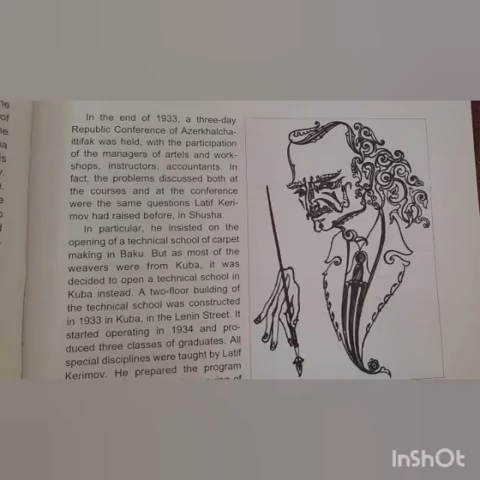 In the end of 1933, a three-day
Republic Conference of Azerkhalcha-
ittifak was held, with the participation
of the managers of artels and work-
shops, instructors, accountants. In
fact, the problems discussed both at
the courses and at the conference
were the same questions Latif Keri-
mov had raised before, in Shusha.
In particular, he insisted on the
opening of a technical school of carpet
making in Baku. But as most of the
weavers were from Kuba, it was
decided to open a technical school in
Kuba instead. A two-floor building of
the technical school was constructed
in 1933 in Kuba, in the Lenin Street. It
started operating in 1934 and pro-
duced three classes of graduates. All
special disciplines were taught by Latif
Kerimov. He prepared the program
InShOt